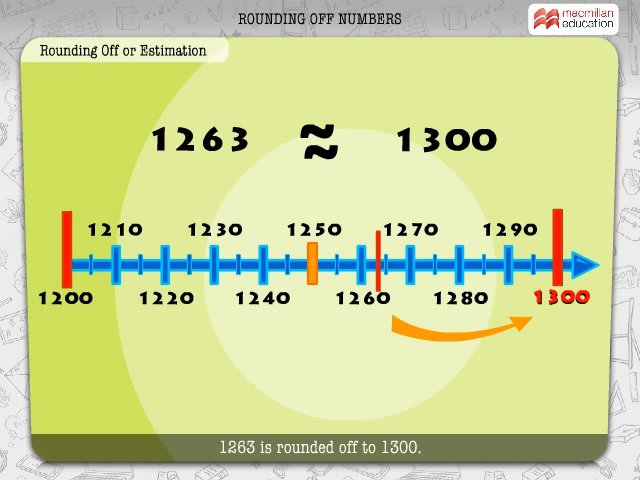 ROUNDING OFF NUMBERS
macmillan
education
Rounding Off or Estimation
1263 ≈ 1300
1210 1230 1250 1270 1290
1200 1220 1240 1260 1280 1300
1263 is rounded off to 1300.